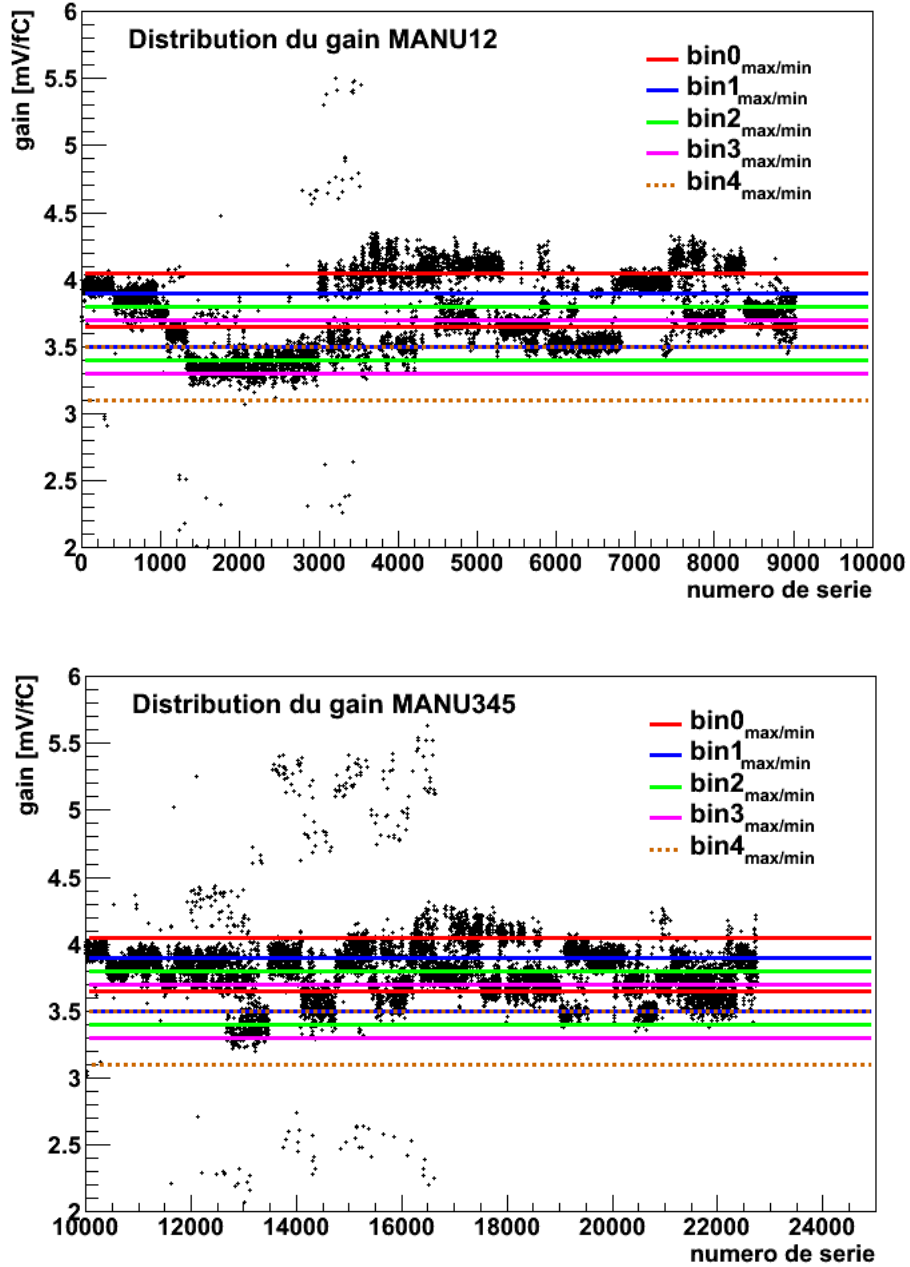 Distribution du gain MANU12
gain [mV/fC]
6
5.5
5
4.5
4
3.5
3
2.5
2
bin0max/min
bin1max/min
bin2max/min
bin3max/min
bin4max/min
0 1000 2000 3000 4000 5000 6000 7000 8000 9000 10000
numero de serie
Distribution du gain MANU345
gain [mV/fC]
6
5.5
5
4.5
4
3.5
3
2.5
2
bin0max/min
bin1max/min
bin2max/min
bin3max/min
bin4max/min
10000 12000 14000 16000 18000 20000 22000 24000
numero de serie